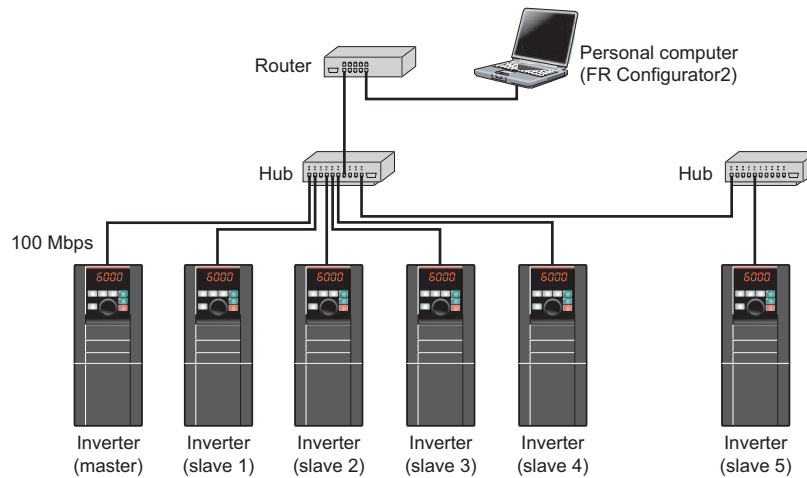 Router
Personal computer
(FR Configurator2)
Hub
Hub
100 Mbps
6000
6000
6000
6000
6000
6000
Inverter
(master)
Inverter
(slave 1)
Inverter
(slave 2)
Inverter
(slave 3)
Inverter
(slave 4)
Inverter
(slave 5)